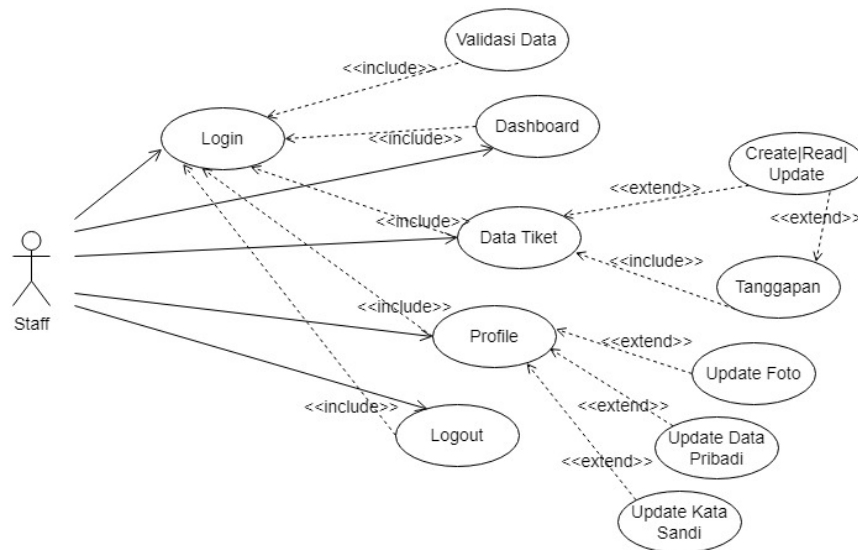 Validasi Data
<<include>>
Login
<<include>>
Dashboard
Create|Read|
Update
<<extend>>
<<include>>
Data Tiket
<<extend>>
<<include>>
Tanggapan
Staff
<<include>>
Profile
<<extend>>
Update Foto
<<include>>
Logout
<<extend>>
Update Data
Pribadi
<<extend>>
Update Kata
Sandi